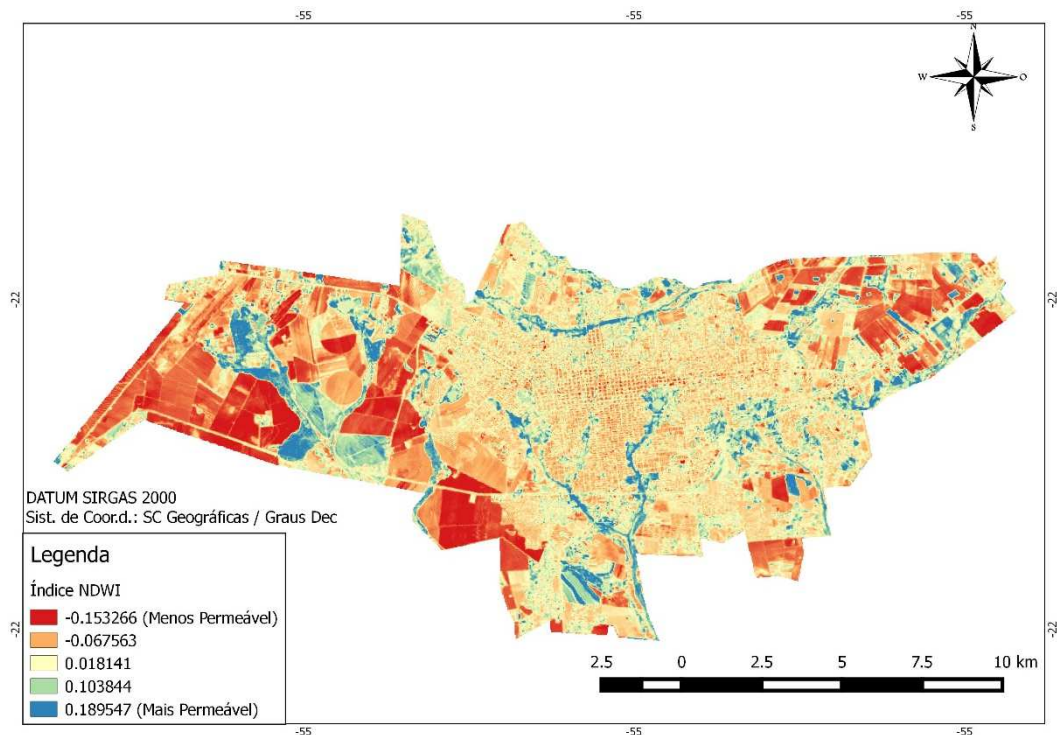 -55 -55 -55
N
W O
S
-22 -22
DATUM SIRGAS 2000
Sist. de Coor.d.: SC Geográficas / Graus Dec
Legenda
Índice NDWI
-0.153266 (Menos Permeável)
-0.067563
0.018141
0.103844
0.189547 (Mais Permeável)
2.5 0 2.5 5 7.5 10 km
-22 -22
-55 -55 -55